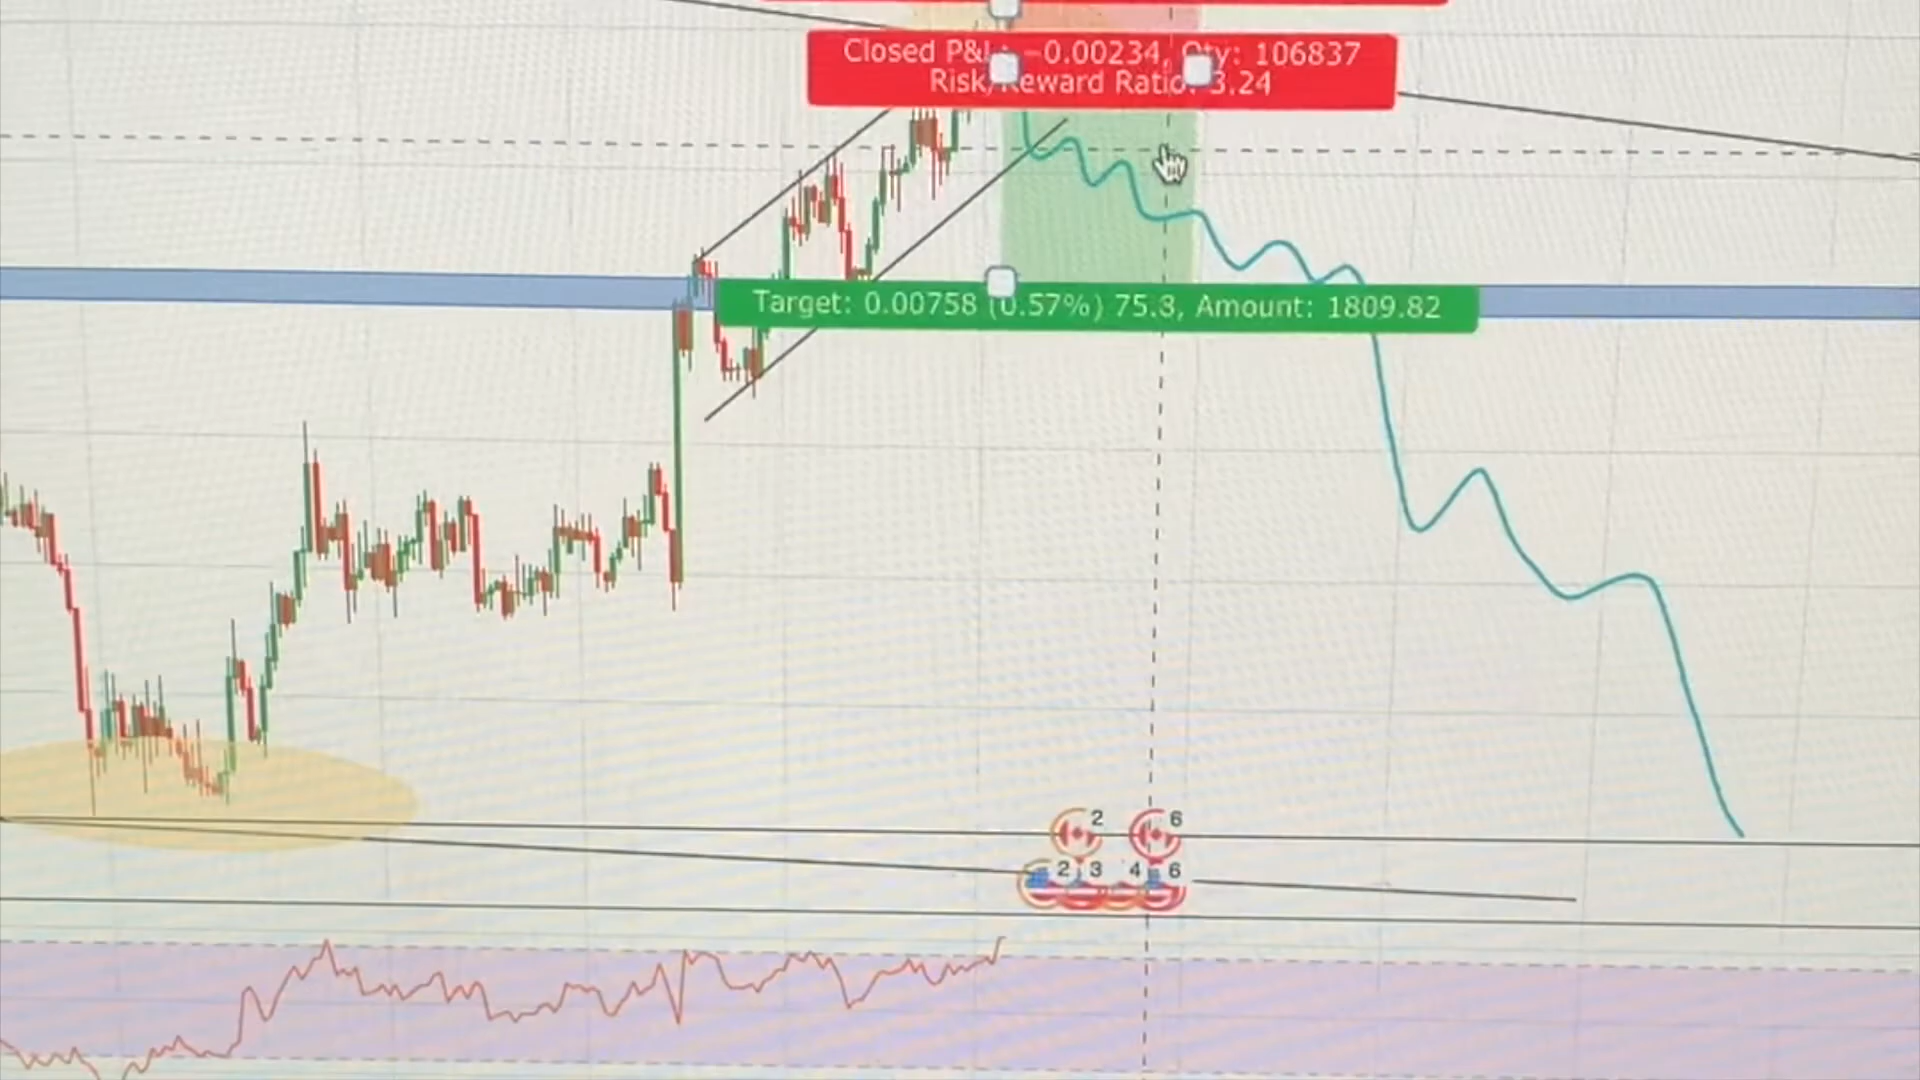 Closed P&L: −0.00234, Qty: 106837
Risk/Reward Ratio: 3.24
Target: 0.00758 (0.57%) 75.8, Amount: 1809.82
2 6
2 3 4 6